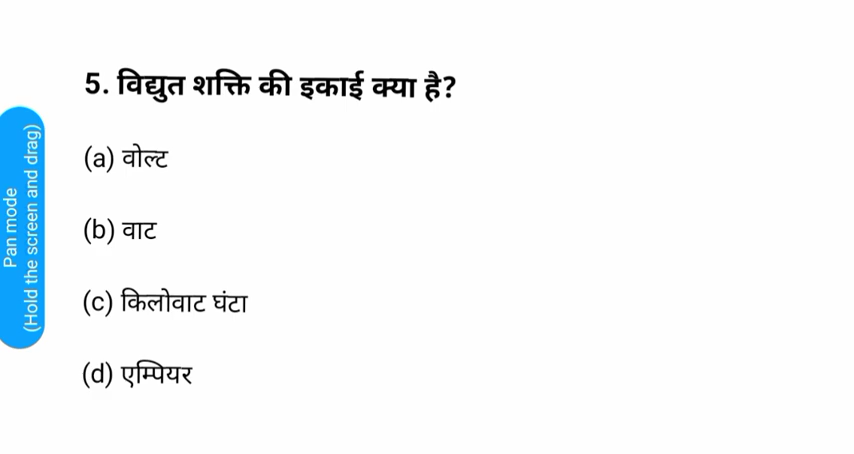 5. विद्युत शक्ति की इकाई क्या है?
(a) वोल्ट
(b) वाट
(c) किलोवाट घंटा
(d) एम्पियर
Pan mode
(Hold the screen and drag)